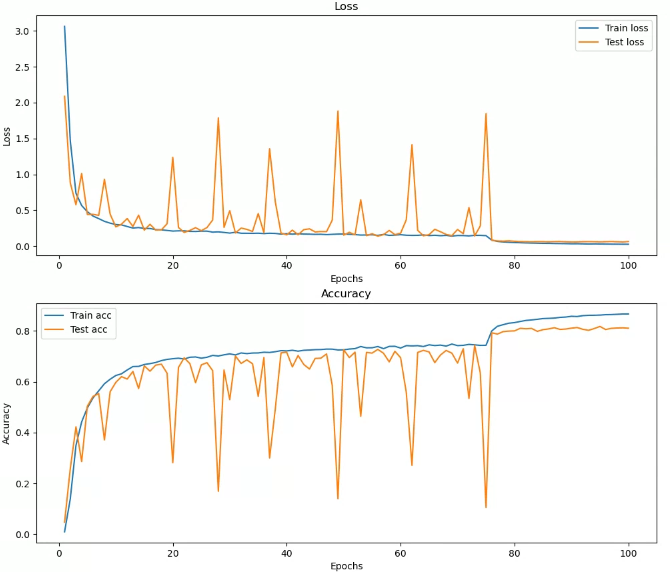 Loss
3.0
2.5
2.0
1.5
1.0
0.5
0.0
Loss
Train loss
Test loss
0 20 40 60 80 100
Epochs
Accuracy
0.8
0.6
0.4
0.2
0.0
Accuracy
Train acc
Test acc
0 20 40 60 80 100
Epochs